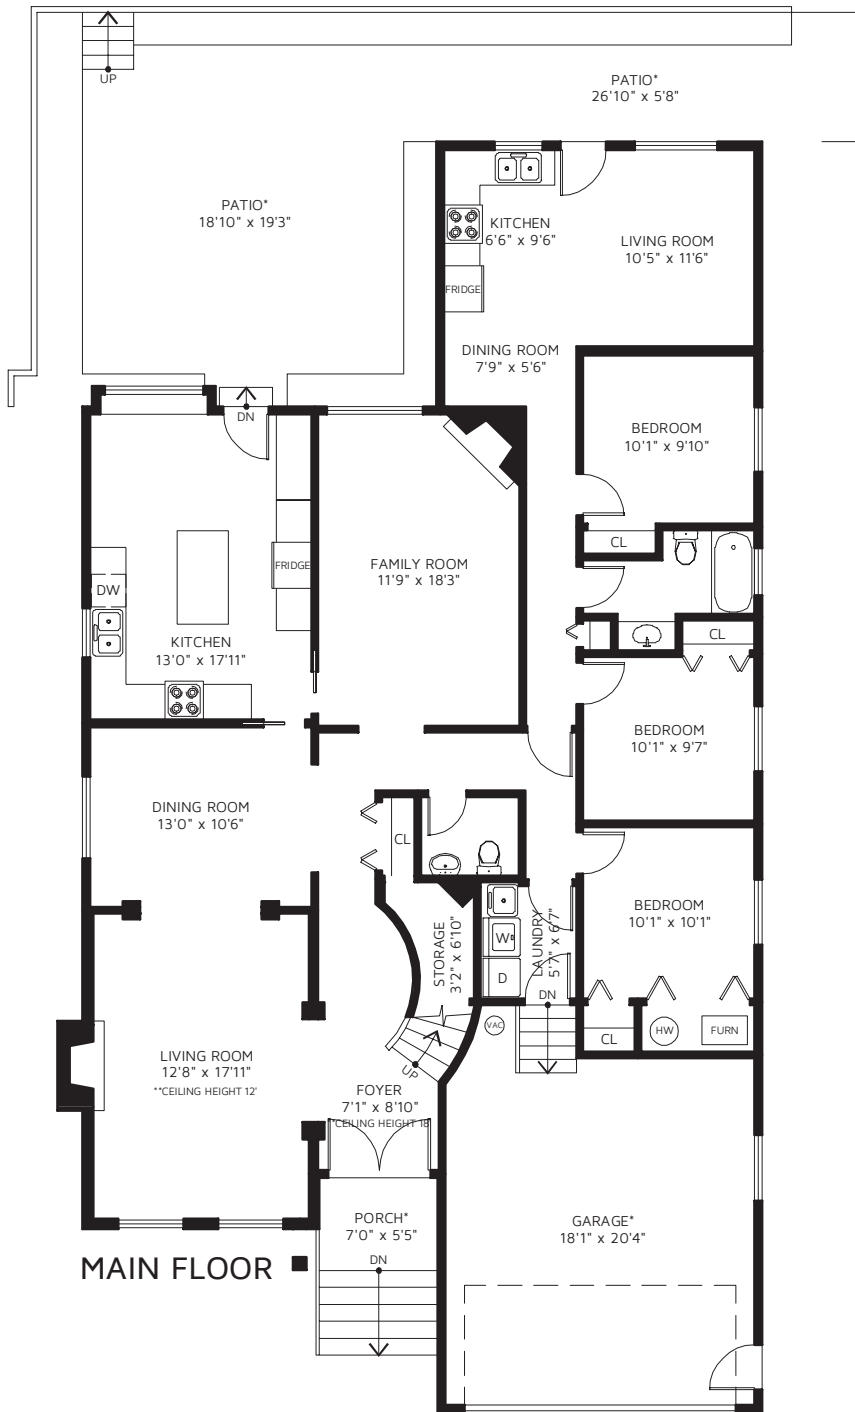 UP
PATIO*
26'10" x 5'8"
PATIO*
18'10" x 19'3"
KITCHEN
6'6" x 9'6"
LIVING ROOM
10'5" x 11'6"
FRIDGE
DINING ROOM
7'9" x 5'6"
DN
BEDROOM
10'1" x 9'10"
CL
FAMILY ROOM
11'9" x 18'3"
FRIDGE
DW
KITCHEN
13'0" x 17'11"
CL
BEDROOM
10'1" x 9'7"
DINING ROOM
13'0" x 10'6"
CL
BEDROOM
10'1" x 10'1"
STORAGE
3'2" x 6'10"
W
D
LAUNDRY
5'7" x 6'7"
DN
VAC
HW
FURN
CL
LIVING ROOM
12'8" x 17'11"
**CEILING HEIGHT 12'
UP
FOYER
7'1" x 8'10"
*CEILING HEIGHT 18'
PORCH*
7'0" x 5'5"
DN
GARAGE*
18'1" x 20'4"
MAIN FLOOR